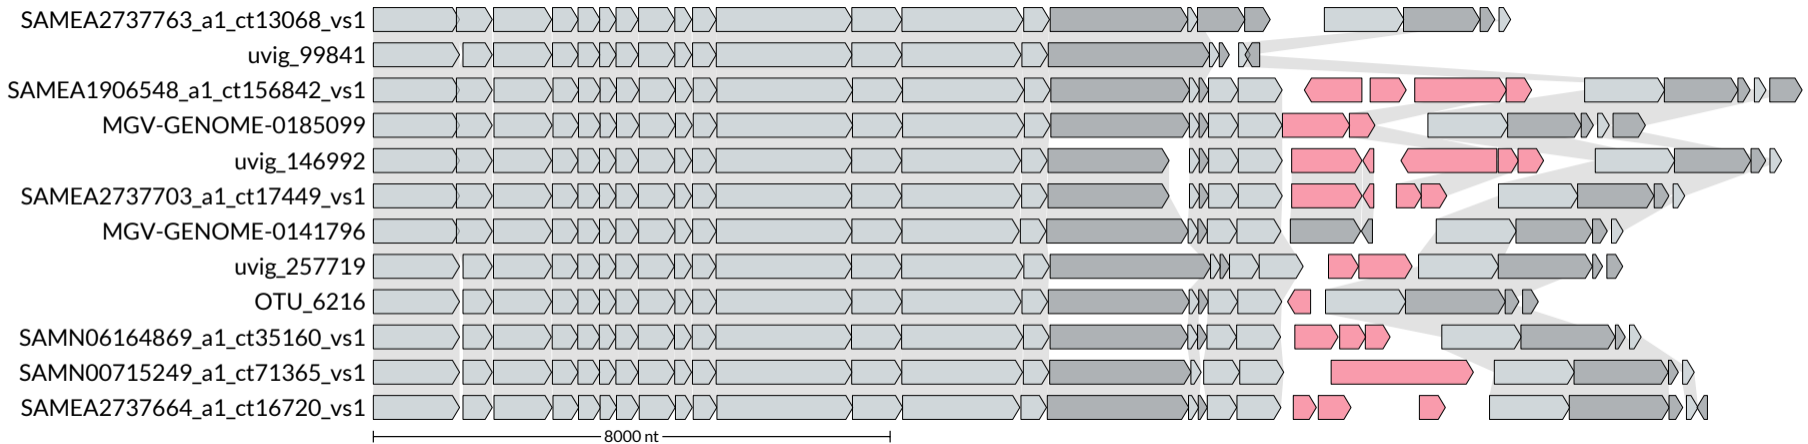 SAMEA2737763_a1_ct13068_vs1
uvig_99841
SAMEA1906548_a1_ct156842_vs1
MGV-GENOME-0185099
uvig_146992
SAMEA2737703_a1_ct17449_vs1
MGV-GENOME-0141796
uvig_257719
OTU_6216
SAMN06164869_a1_ct35160_vs1
SAMN00715249_a1_ct71365_vs1
SAMEA2737664_a1_ct16720_vs1
8000 nt